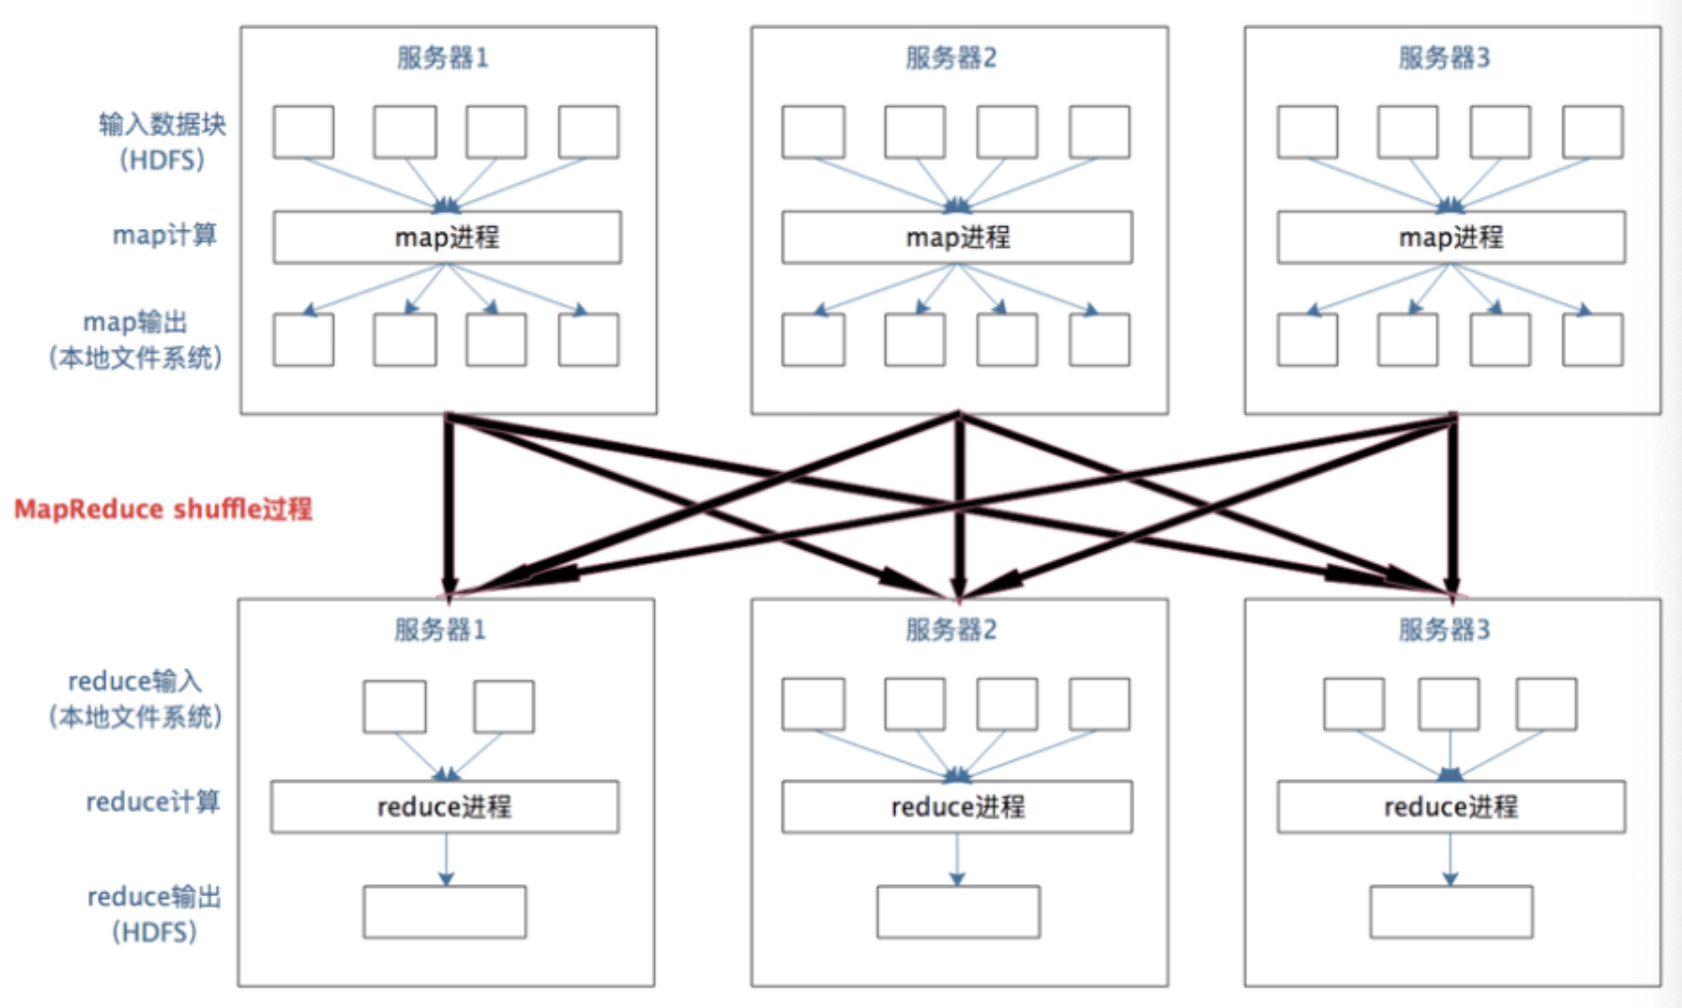 服务器1
服务器2
服务器3
输入数据块
(HDFS)
map计算
map进程
map进程
map进程
map输出
(本地文件系统)
MapReduce shuffle过程
服务器1
服务器2
服务器3
reduce输入
(本地文件系统)
reduce计算
reduce进程
reduce进程
reduce进程
reduce输出
(HDFS)